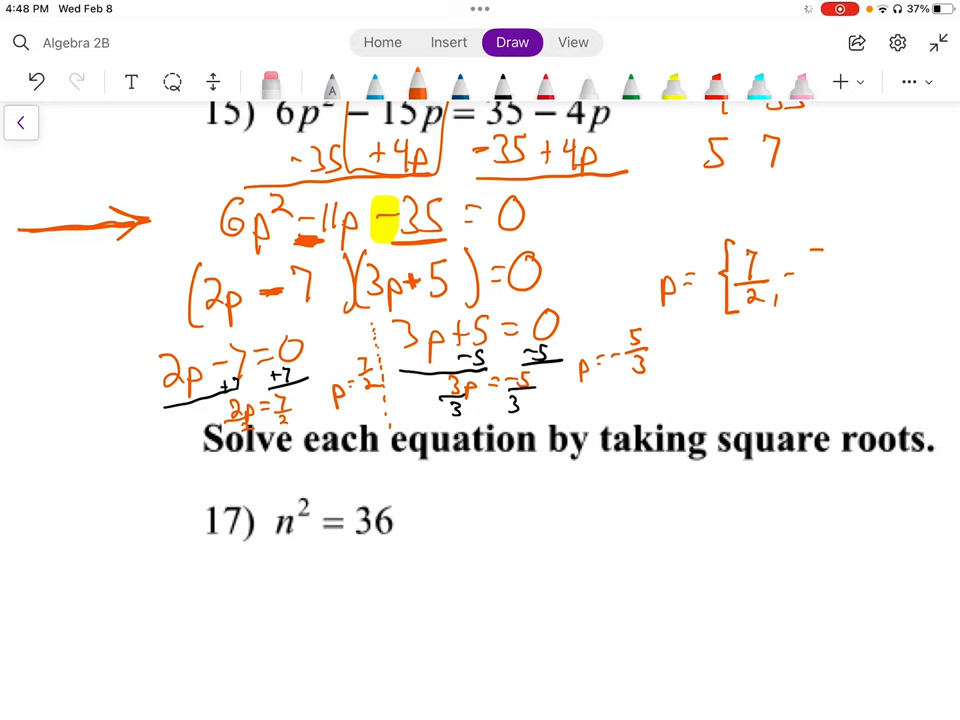 4:48 PM Wed Feb 8
37%
Algebra 2B
Home Insert Draw View
T A
15) 6p² − 15p = 35 − 4p
-35 +4p -35 + 4p
5 7
6p² - 11p - 35 = 0
(2p - 7)(3p + 5) = 0
p = { 7/2, -
3p + 5 = 0
-5 -5
2p - 7 = 0
+7 +7
p = 7/2
3p/3 = -5/3
p = -5/3
2p/2 = 7/2
Solve each equation by taking square roots.
17) n² = 36